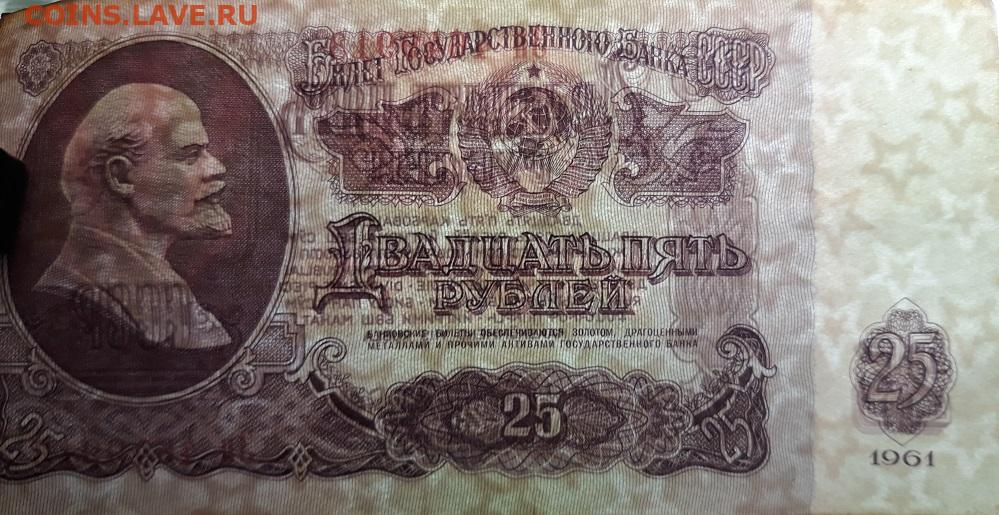 COINS.LAVE.RU
Билет Государственного Банка СССР
Двадцать пять
рублей
БАНКОВСКИЕ БИЛЕТЫ ОБЕСПЕЧИВАЮТСЯ ЗОЛОТОМ, ДРАГОЦЕННЫМИ
МЕТАЛЛАМИ И ПРОЧИМИ АКТИВАМИ ГОСУДАРСТВЕННОГО БАНКА
25
25
25
25
1961